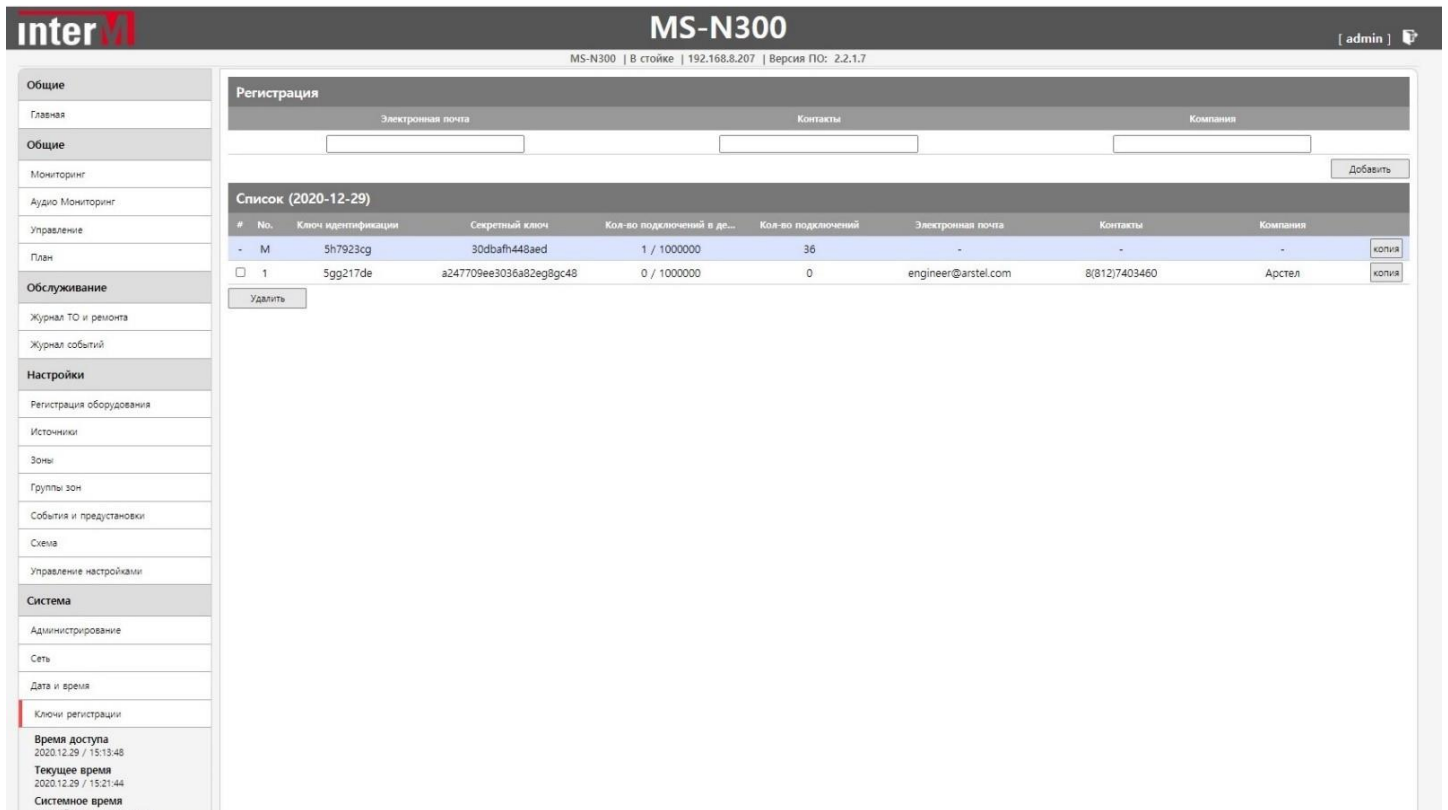 interM
MS-N300
[ admin ]
MS-N300 | В стойке | 192.168.8.207 | Версия ПО: 2.2.1.7
Общие
Главная
Общие
Мониторинг
Аудио Мониторинг
Управление
План
Обслуживание
Журнал ТО и ремонта
Журнал событий
Настройки
Регистрация оборудования
Источники
Зоны
Группы зон
События и предустановки
Схема
Управление настройками
Система
Администрирование
Сеть
Дата и время
Ключи регистрации
Время доступа
2020.12.29 / 15:13:48
Текущее время
2020.12.29 / 15:21:44
Системное время
Регистрация
Электронная почта Контакты Компания
Добавить
Список (2020-12-29)
# No. Ключ идентификации Секретный ключ Кол-во подключений в де... Кол-во подключений Электронная почта Контакты Компания
- M 5h7923cg 30dbafh448aed 1 / 1000000 36 - - - копия
1 5gg217de a247709ee3036a82eg8gc48 0 / 1000000 0 engineer@arstel.com 8(812)7403460 Арстел копия
Удалить